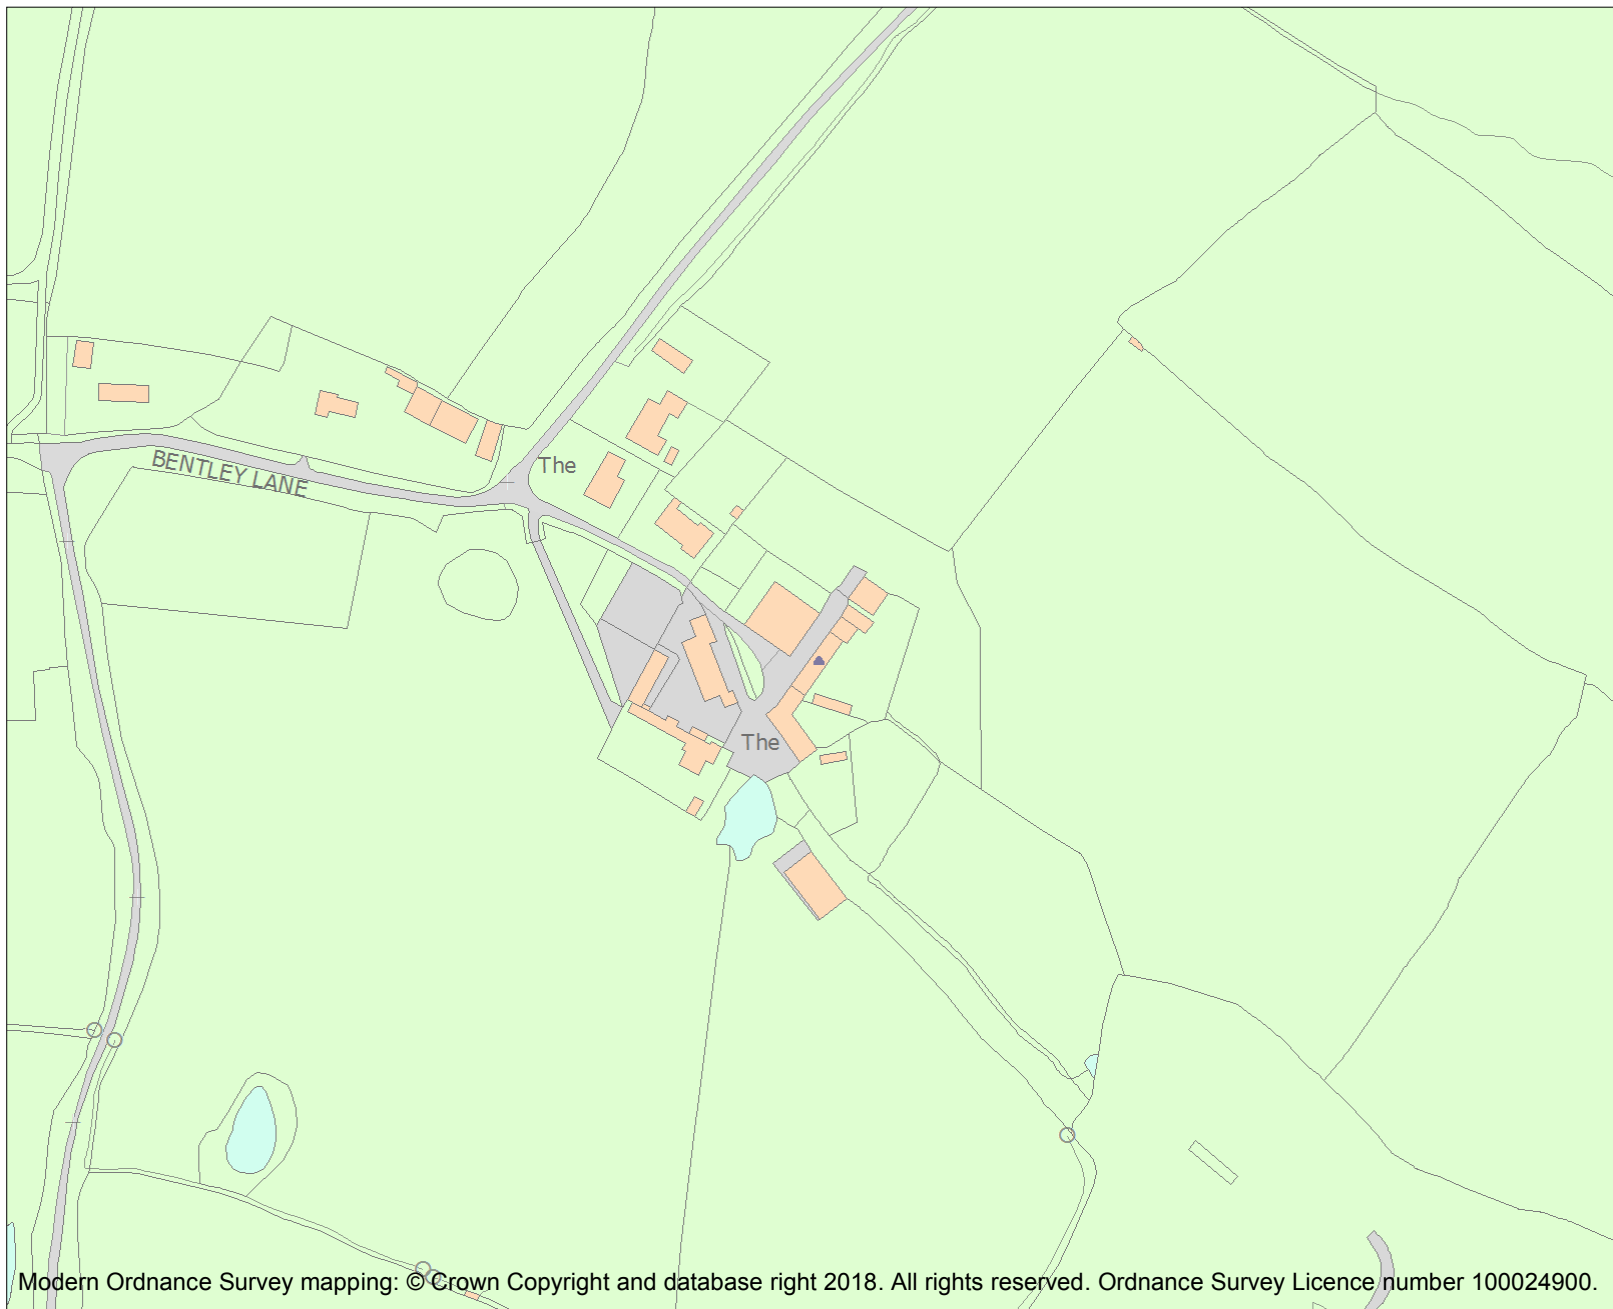 The
BENTLEY LANE
The
Modern Ordnance Survey mapping: © Crown Copyright and database right 2018. All rights reserved. Ordnance Survey Licence number 100024900.